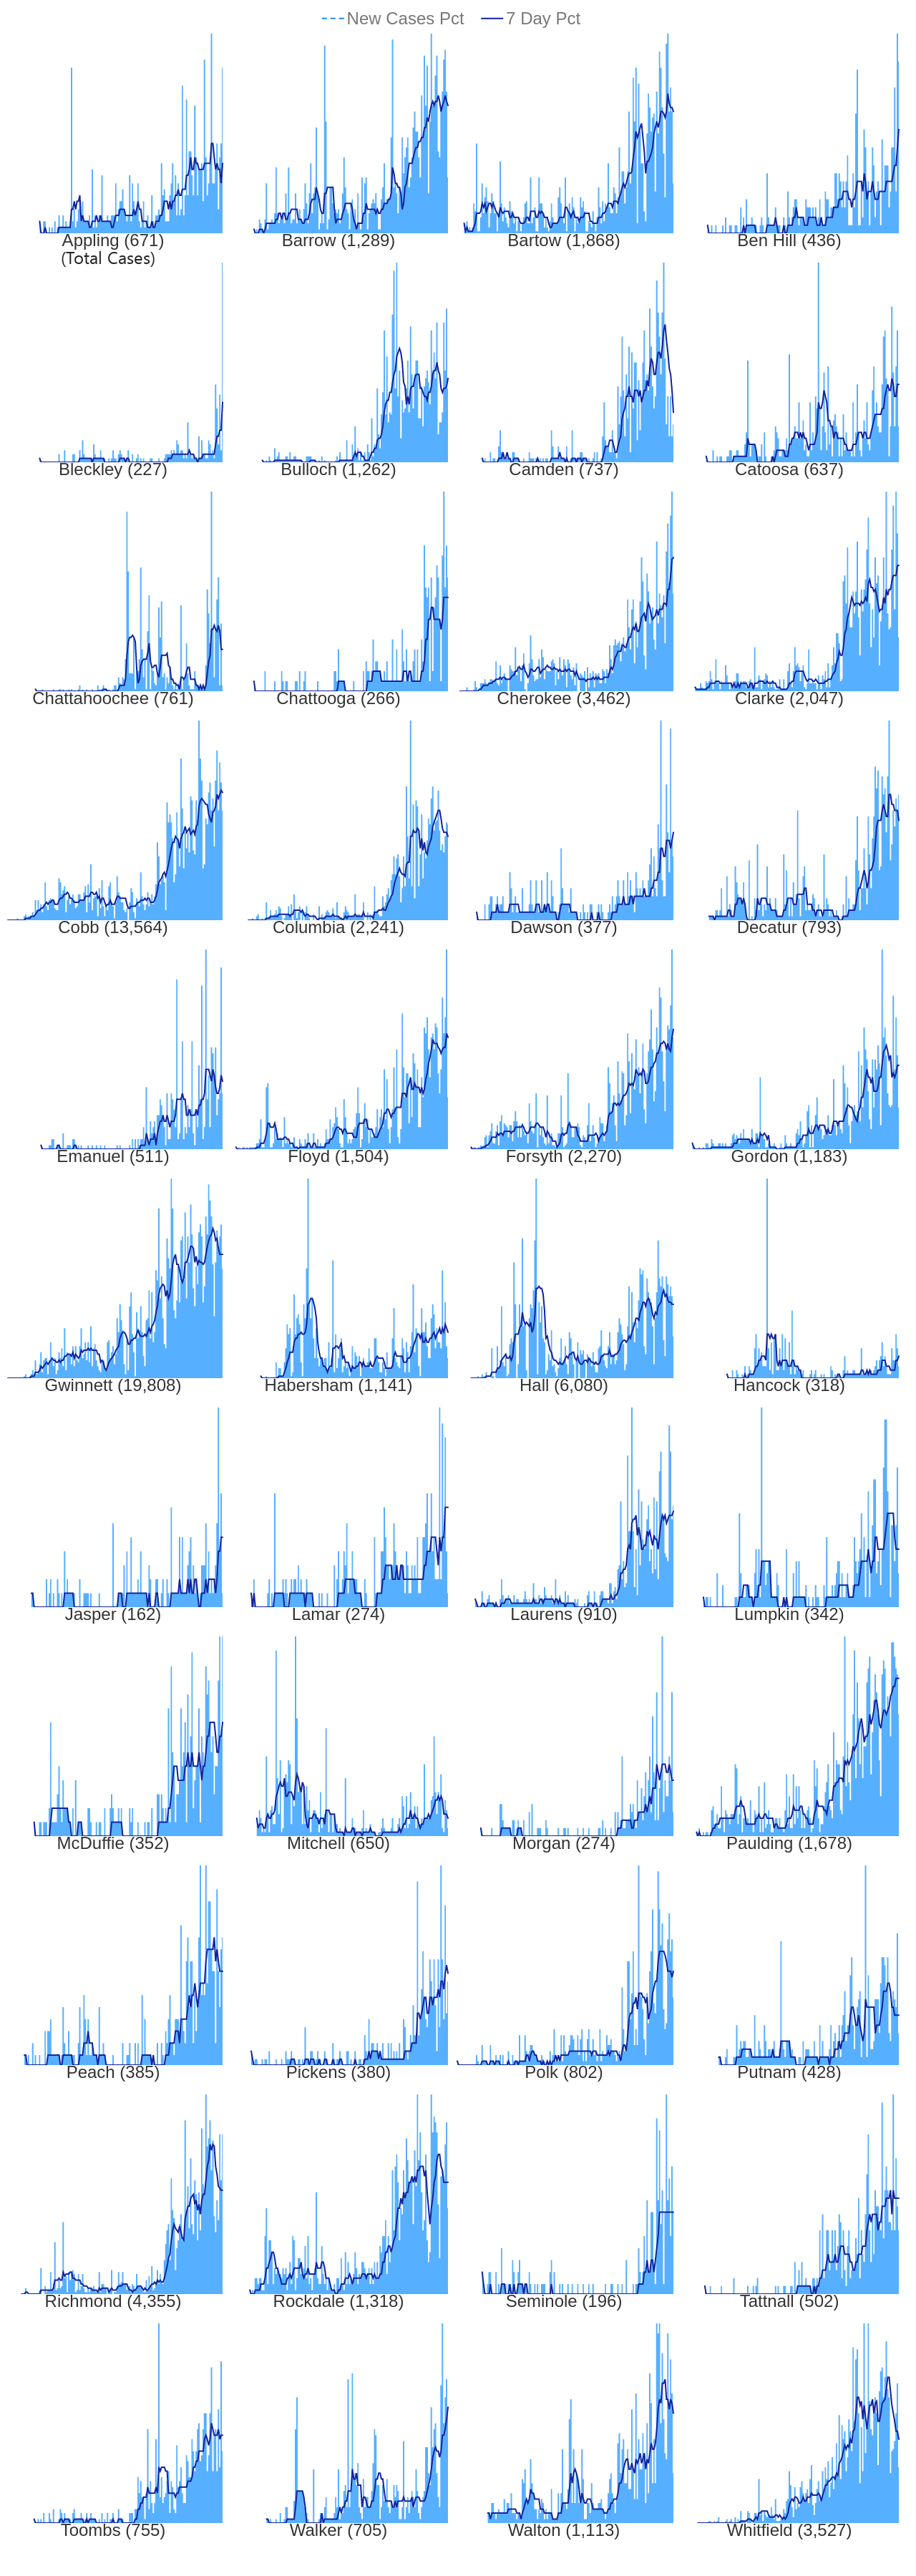 New Cases Pct 7 Day Pct
Appling (671) Barrow (1,289) Bartow (1,868) Ben Hill (436)
(Total Cases)
Bleckley (227) Bulloch (1,262) Camden (737) Catoosa (637)
Chattahoochee (761) Chattooga (266) Cherokee (3,462) Clarke (2,047)
Cobb (13,564) Columbia (2,241) Dawson (377) Decatur (793)
Emanuel (511) Floyd (1,504) Forsyth (2,270) Gordon (1,183)
Gwinnett (19,808) Habersham (1,141) Hall (6,080) Hancock (318)
Jasper (162) Lamar (274) Laurens (910) Lumpkin (342)
McDuffie (352) Mitchell (650) Morgan (274) Paulding (1,678)
Peach (385) Pickens (380) Polk (802) Putnam (428)
Richmond (4,355) Rockdale (1,318) Seminole (196) Tattnall (502)
Toombs (755) Walker (705) Walton (1,113) Whitfield (3,527)